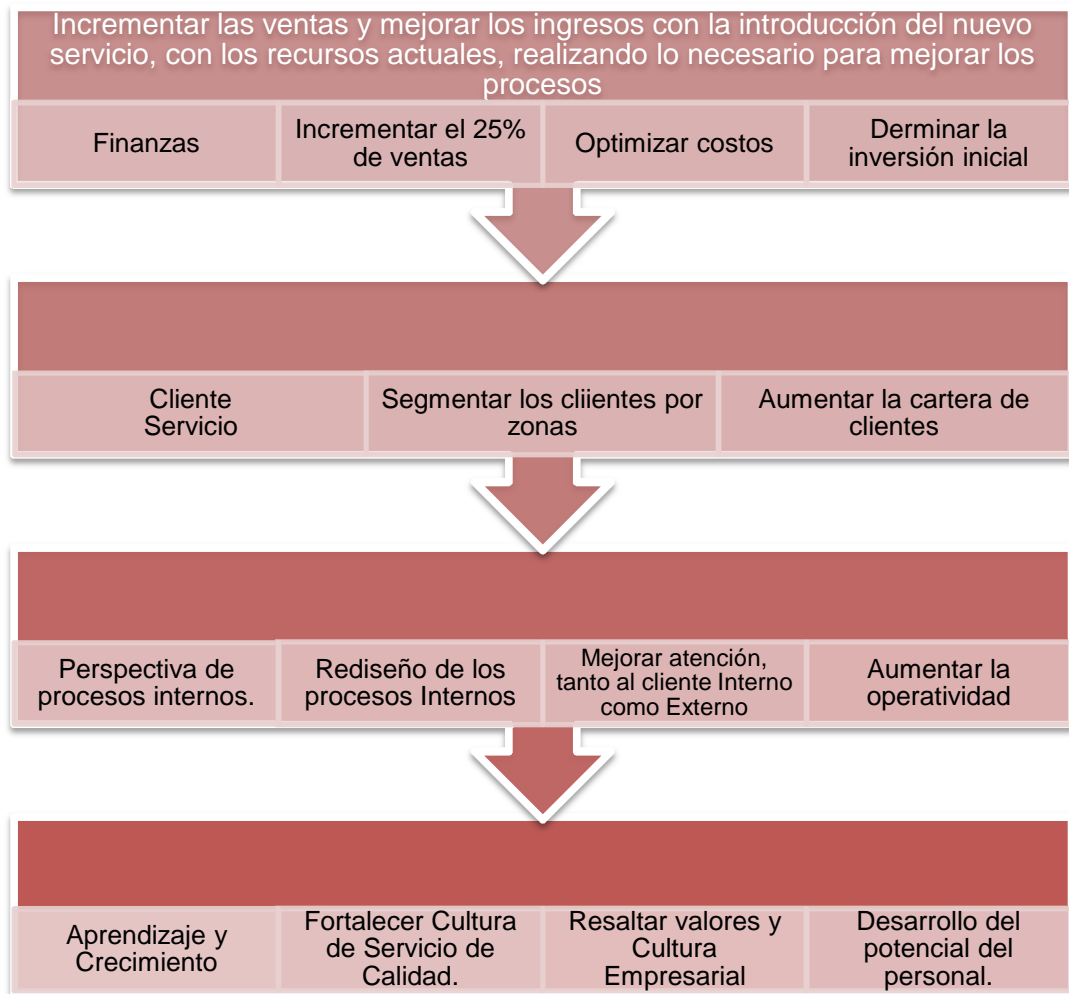 Incrementar las ventas y mejorar los ingresos con la introducción del nuevo
servicio, con los recursos actuales, realizando lo necesario para mejorar los
procesos
Finanzas
Incrementar el 25%
de ventas
Optimizar costos
Derminar la
inversión inicial
Cliente
Servicio
Segmentar los cliientes por
zonas
Aumentar la cartera de
clientes
Perspectiva de
procesos internos.
Rediseño de los
procesos Internos
Mejorar atención,
tanto al cliente Interno
como Externo
Aumentar la
operatividad
Aprendizaje y
Crecimiento
Fortalecer Cultura
de Servicio de
Calidad.
Resaltar valores y
Cultura
Empresarial
Desarrollo del
potencial del
personal.